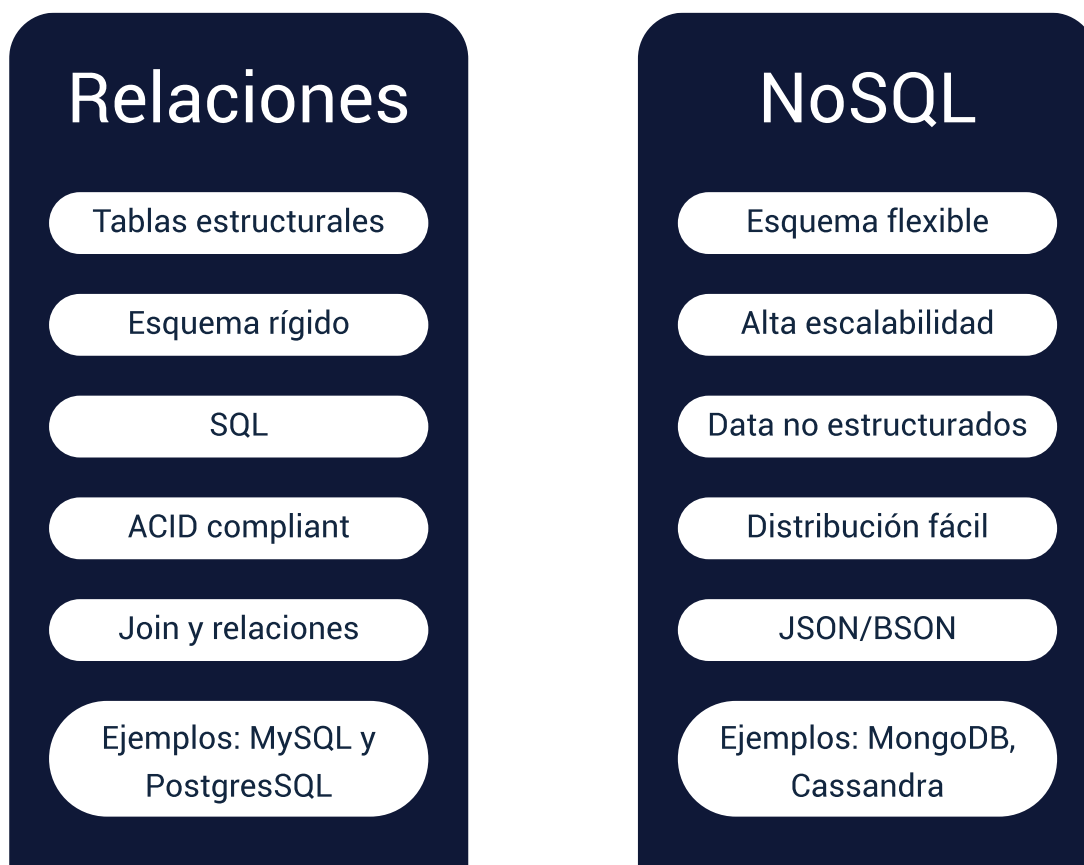 Relaciones
Tablas estructurales
Esquema rígido
SQL
ACID compliant
Join y relaciones
Ejemplos: MySQL y
PostgresSQL
NoSQL
Esquema flexible
Alta escalabilidad
Data no estructurados
Distribución fácil
JSON/BSON
Ejemplos: MongoDB,
Cassandra